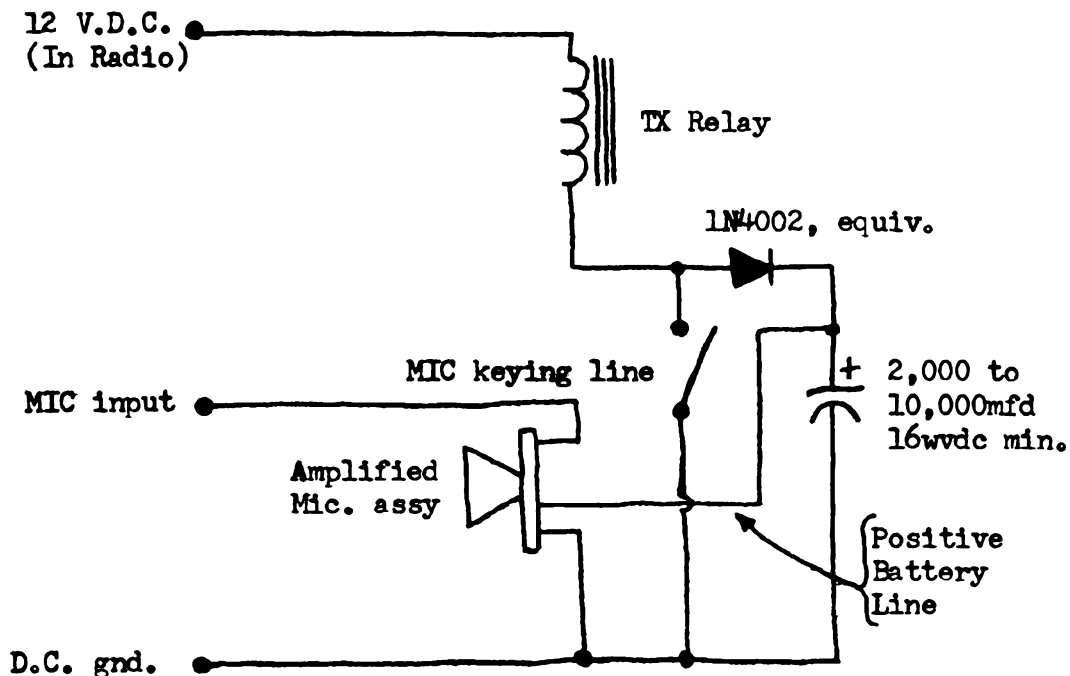 12 V.D.C.
(In Radio)
TX Relay
1N4002, equiv.
MIC keying line
+ 2,000 to
10,000mfd
16wvdc min.
MIC input
Amplified
Mic. assy
Positive
Battery
Line
D.C. gnd.